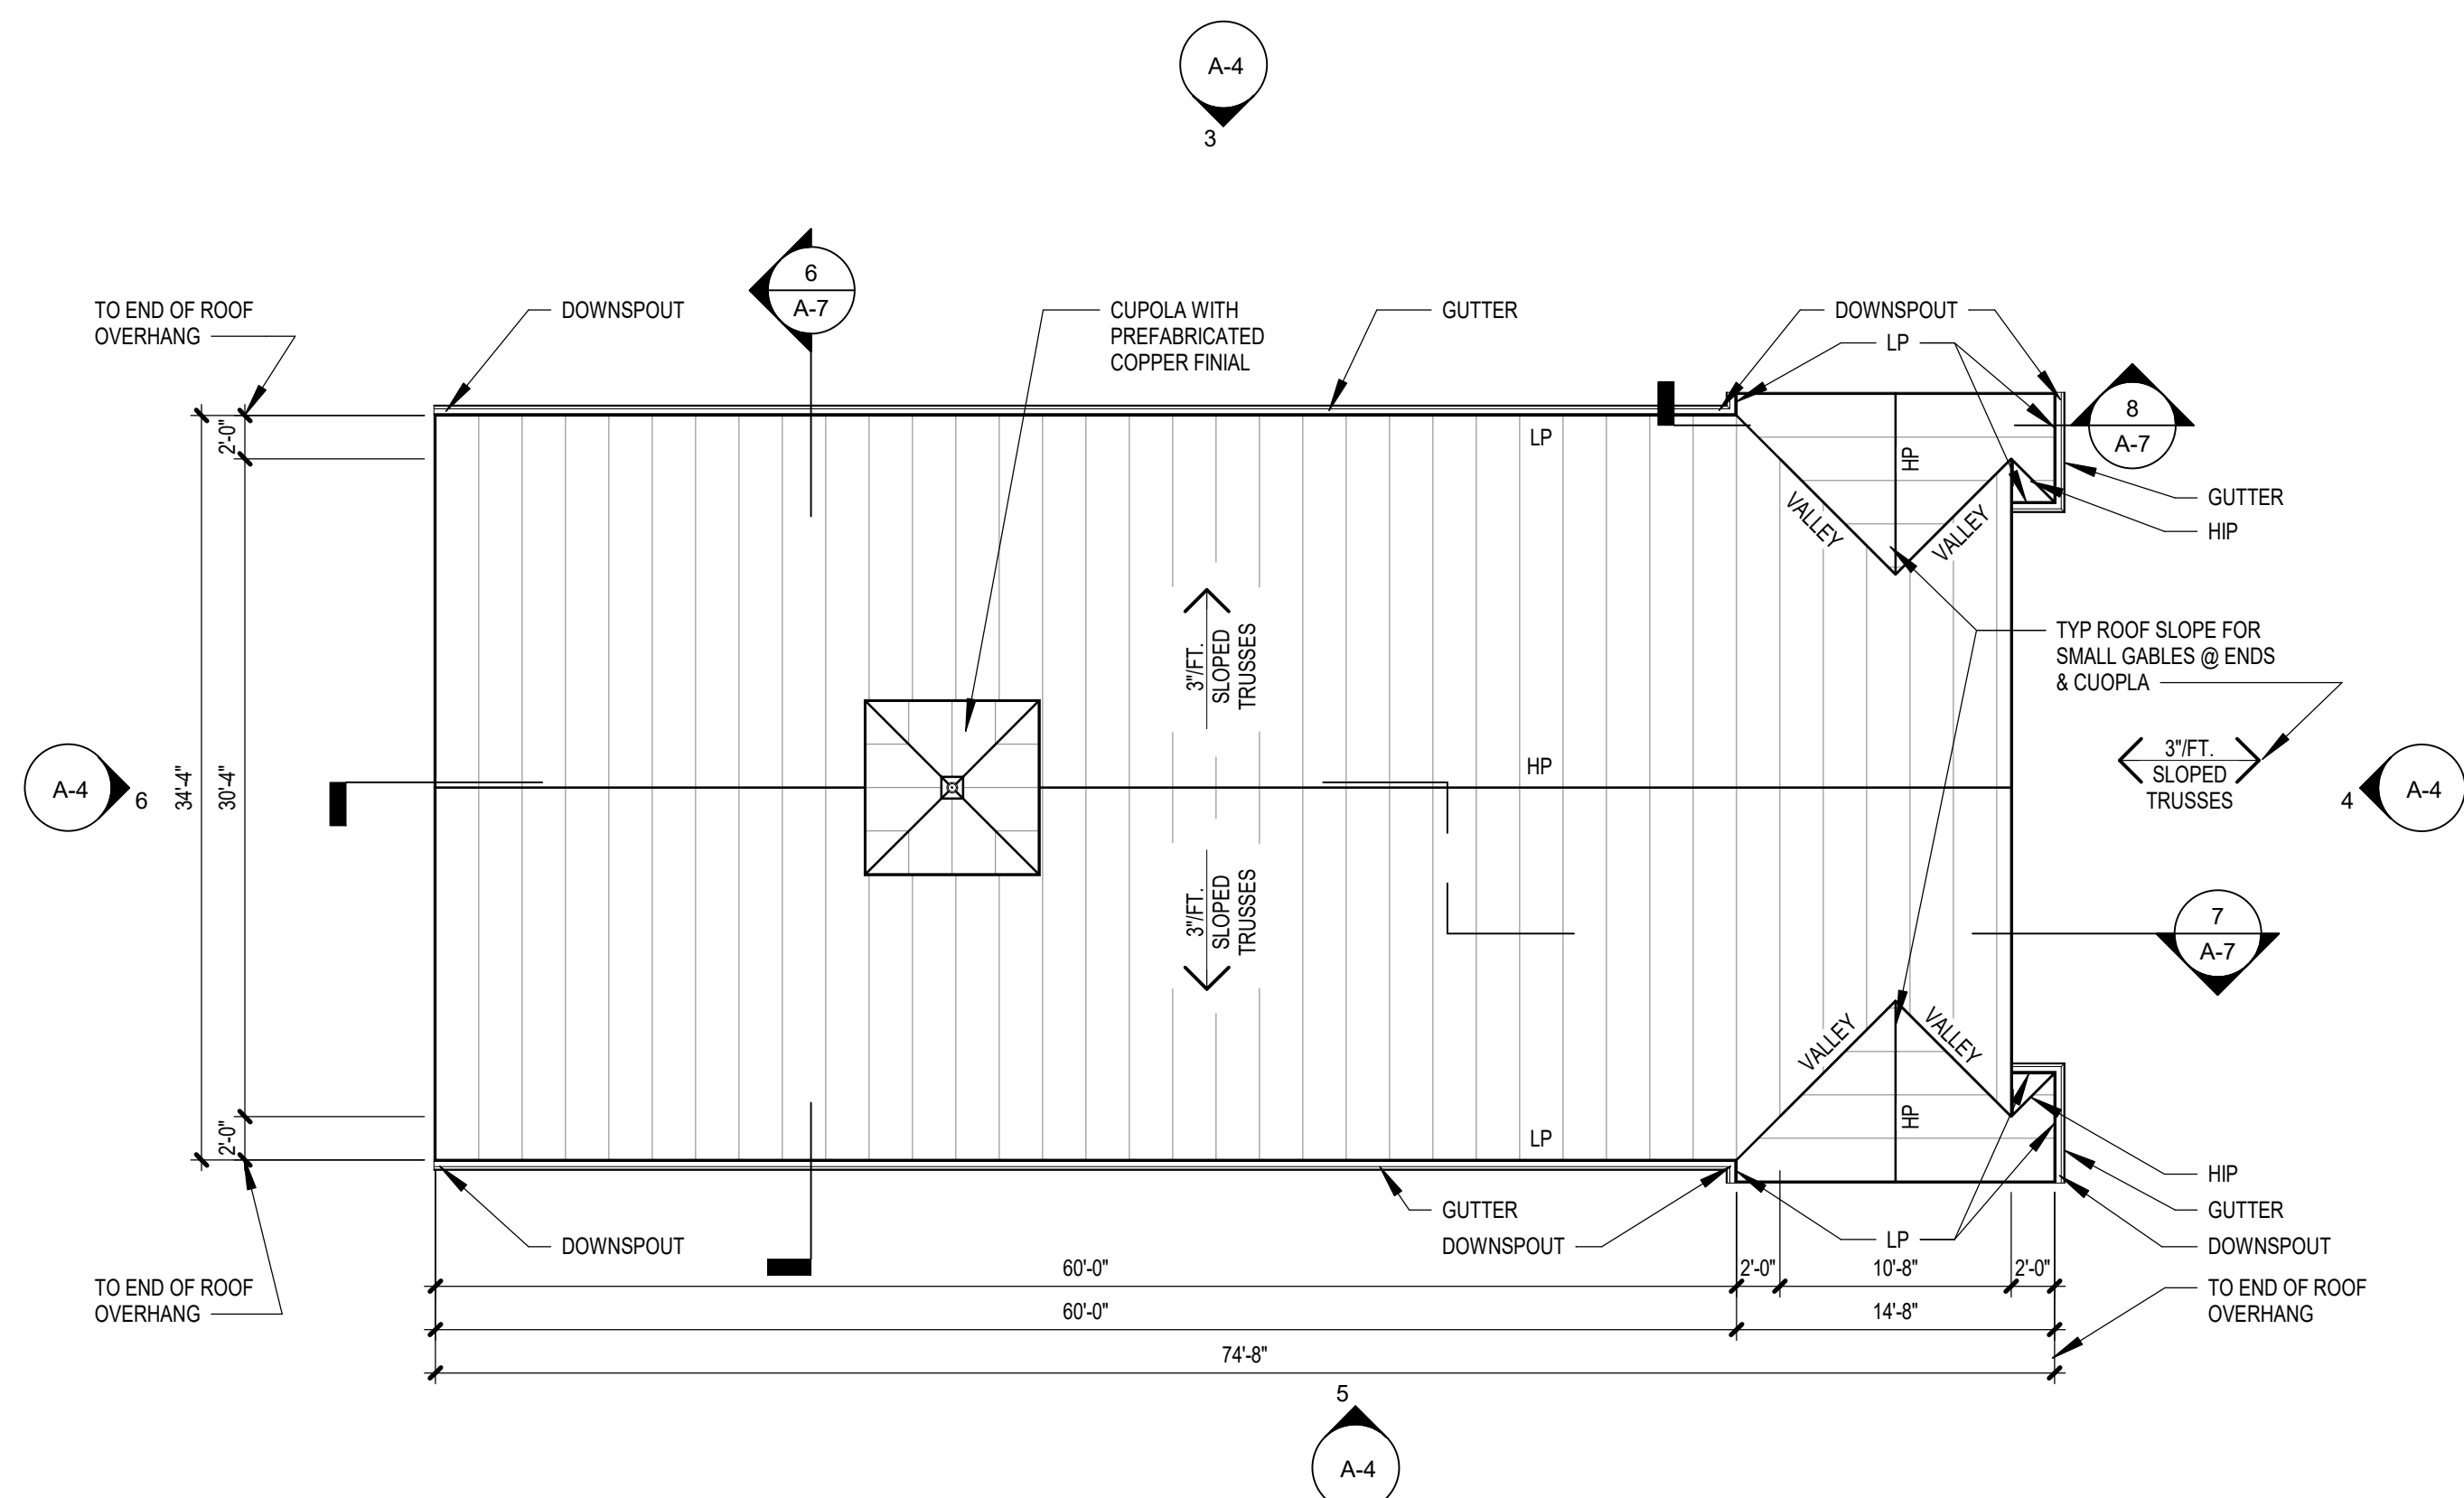 A-4
3
6
A-7
TO END OF ROOF
OVERHANG
DOWNSPOUT
CUPOLA WITH
PREFABRICATED
COPPER FINIAL
GUTTER
DOWNSPOUT
LP
8
A-7
2'-0"
LP
HP
VALLEY
VALLEY
GUTTER
HIP
3"/FT.
SLOPED
TRUSSES
TYP ROOF SLOPE FOR
SMALL GABLES @ ENDS
& CUOPLA
A-4
6
34'-4"
30'-4"
HP
3"/FT.
SLOPED
TRUSSES
4
A-4
3"/FT.
SLOPED
TRUSSES
7
A-7
VALLEY
VALLEY
2'-0"
LP
HP
HIP
GUTTER
DOWNSPOUT
DOWNSPOUT
GUTTER
DOWNSPOUT
LP
TO END OF ROOF
OVERHANG
60'-0"
2'-0"
10'-8"
2'-0"
TO END OF ROOF
OVERHANG
60'-0"
14'-8"
74'-8"
5
A-4